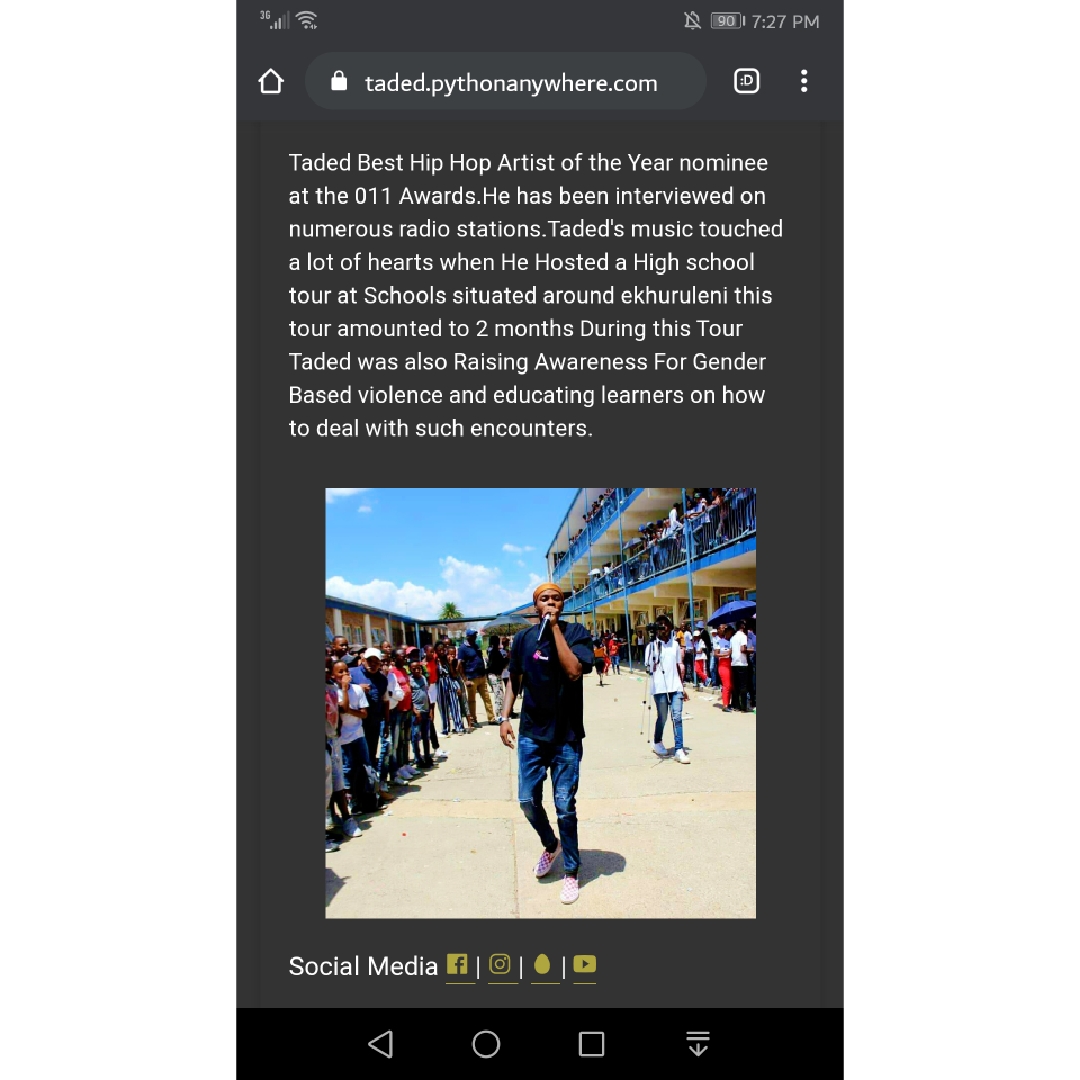 3G 90 7:27 PM
taded.pythonanywhere.com :D
Taded Best Hip Hop Artist of the Year nominee
at the 011 Awards.He has been interviewed on
numerous radio stations.Taded's music touched
a lot of hearts when He Hosted a High school
tour at Schools situated around ekhuruleni this
tour amounted to 2 months During this Tour
Taded was also Raising Awareness For Gender
Based violence and educating learners on how
to deal with such encounters.
Social Media | | |